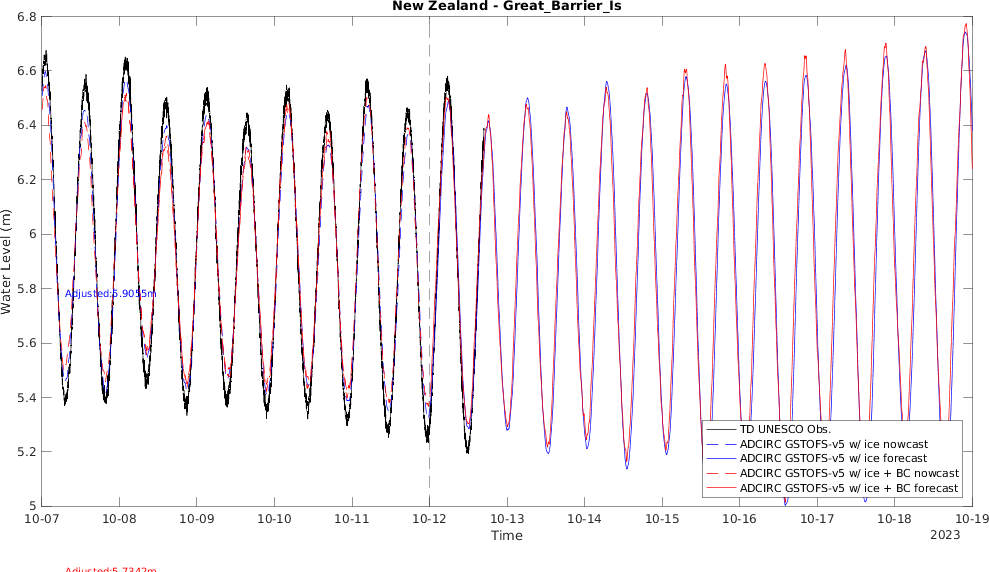 New Zealand - Great_Barrier_Is
6.8
6.6
6.4
6.2
6
5.8
5.6
5.4
5.2
5
Water Level (m)
Adjusted:5.9055m
TD UNESCO Obs.
ADCIRC GSTOFS-v5 w/ ice nowcast
ADCIRC GSTOFS-v5 w/ ice forecast
ADCIRC GSTOFS-v5 w/ ice + BC nowcast
ADCIRC GSTOFS-v5 w/ ice + BC forecast
10-07 10-08 10-09 10-10 10-11 10-12 10-13 10-14 10-15 10-16 10-17 10-18 10-19
Time
2023
Adjusted:5.7342m